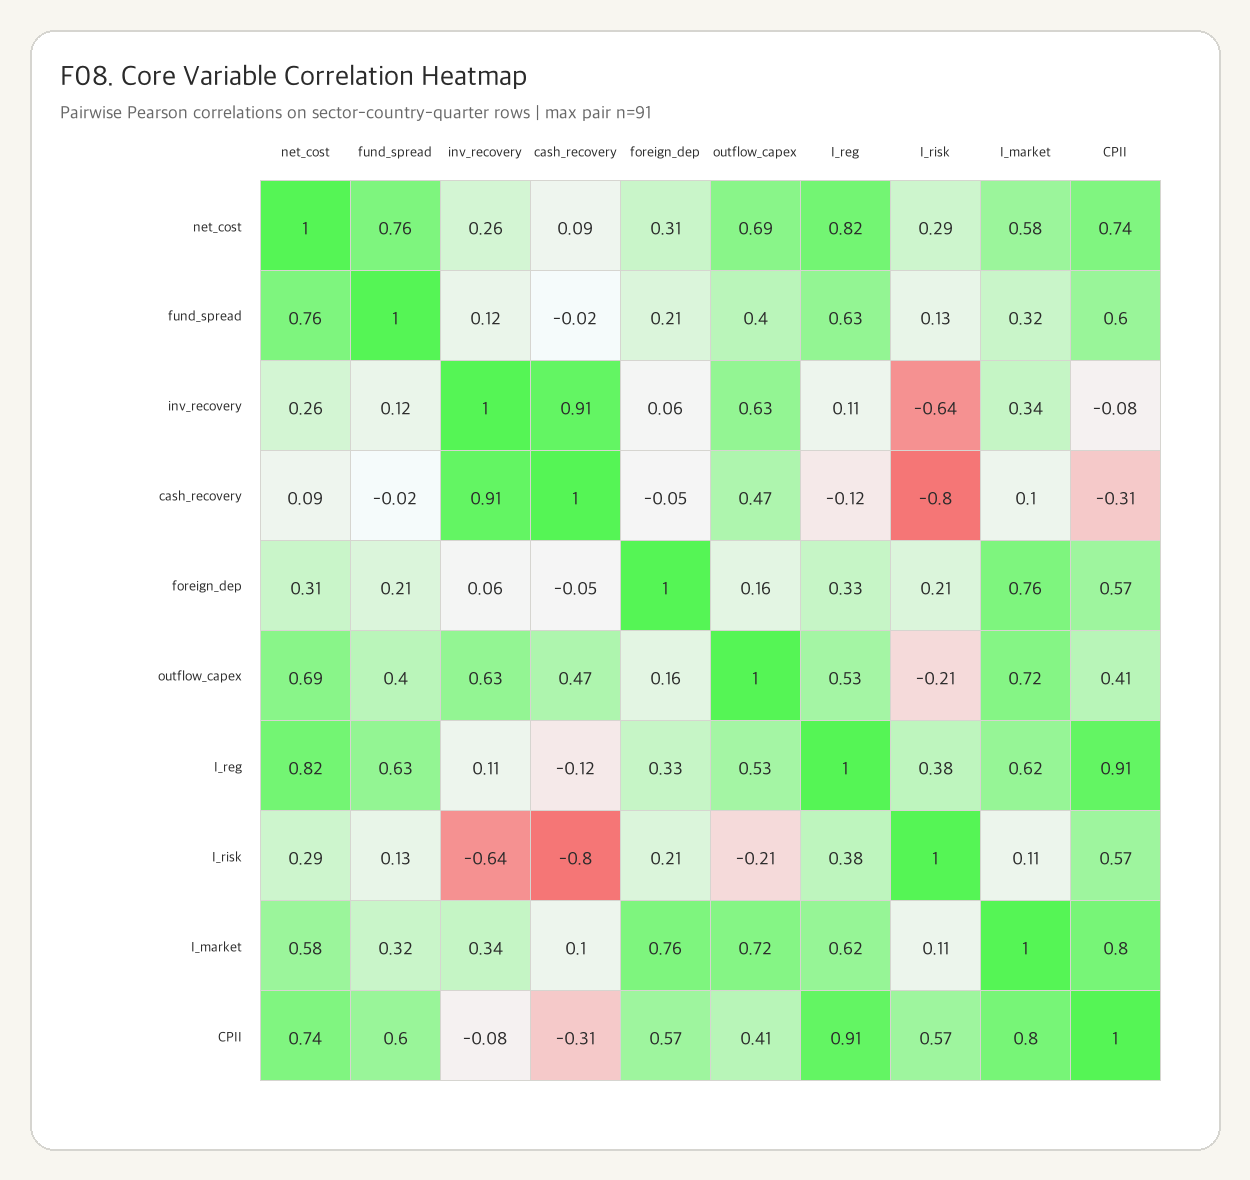 F08. Core Variable Correlation Heatmap
Pairwise Pearson correlations on sector-country-quarter rows | max pair n=91
net_cost fund_spread inv_recovery cash_recovery foreign_dep outflow_capex I_reg I_risk I_market CPII
net_cost 1 0.76 0.26 0.09 0.31 0.69 0.82 0.29 0.58 0.74
fund_spread 0.76 1 0.12 -0.02 0.21 0.4 0.63 0.13 0.32 0.6
inv_recovery 0.26 0.12 1 0.91 0.06 0.63 0.11 -0.64 0.34 -0.08
cash_recovery 0.09 -0.02 0.91 1 -0.05 0.47 -0.12 -0.8 0.1 -0.31
foreign_dep 0.31 0.21 0.06 -0.05 1 0.16 0.33 0.21 0.76 0.57
outflow_capex 0.69 0.4 0.63 0.47 0.16 1 0.53 -0.21 0.72 0.41
I_reg 0.82 0.63 0.11 -0.12 0.33 0.53 1 0.38 0.62 0.91
I_risk 0.29 0.13 -0.64 -0.8 0.21 -0.21 0.38 1 0.11 0.57
I_market 0.58 0.32 0.34 0.1 0.76 0.72 0.62 0.11 1 0.8
CPII 0.74 0.6 -0.08 -0.31 0.57 0.41 0.91 0.57 0.8 1